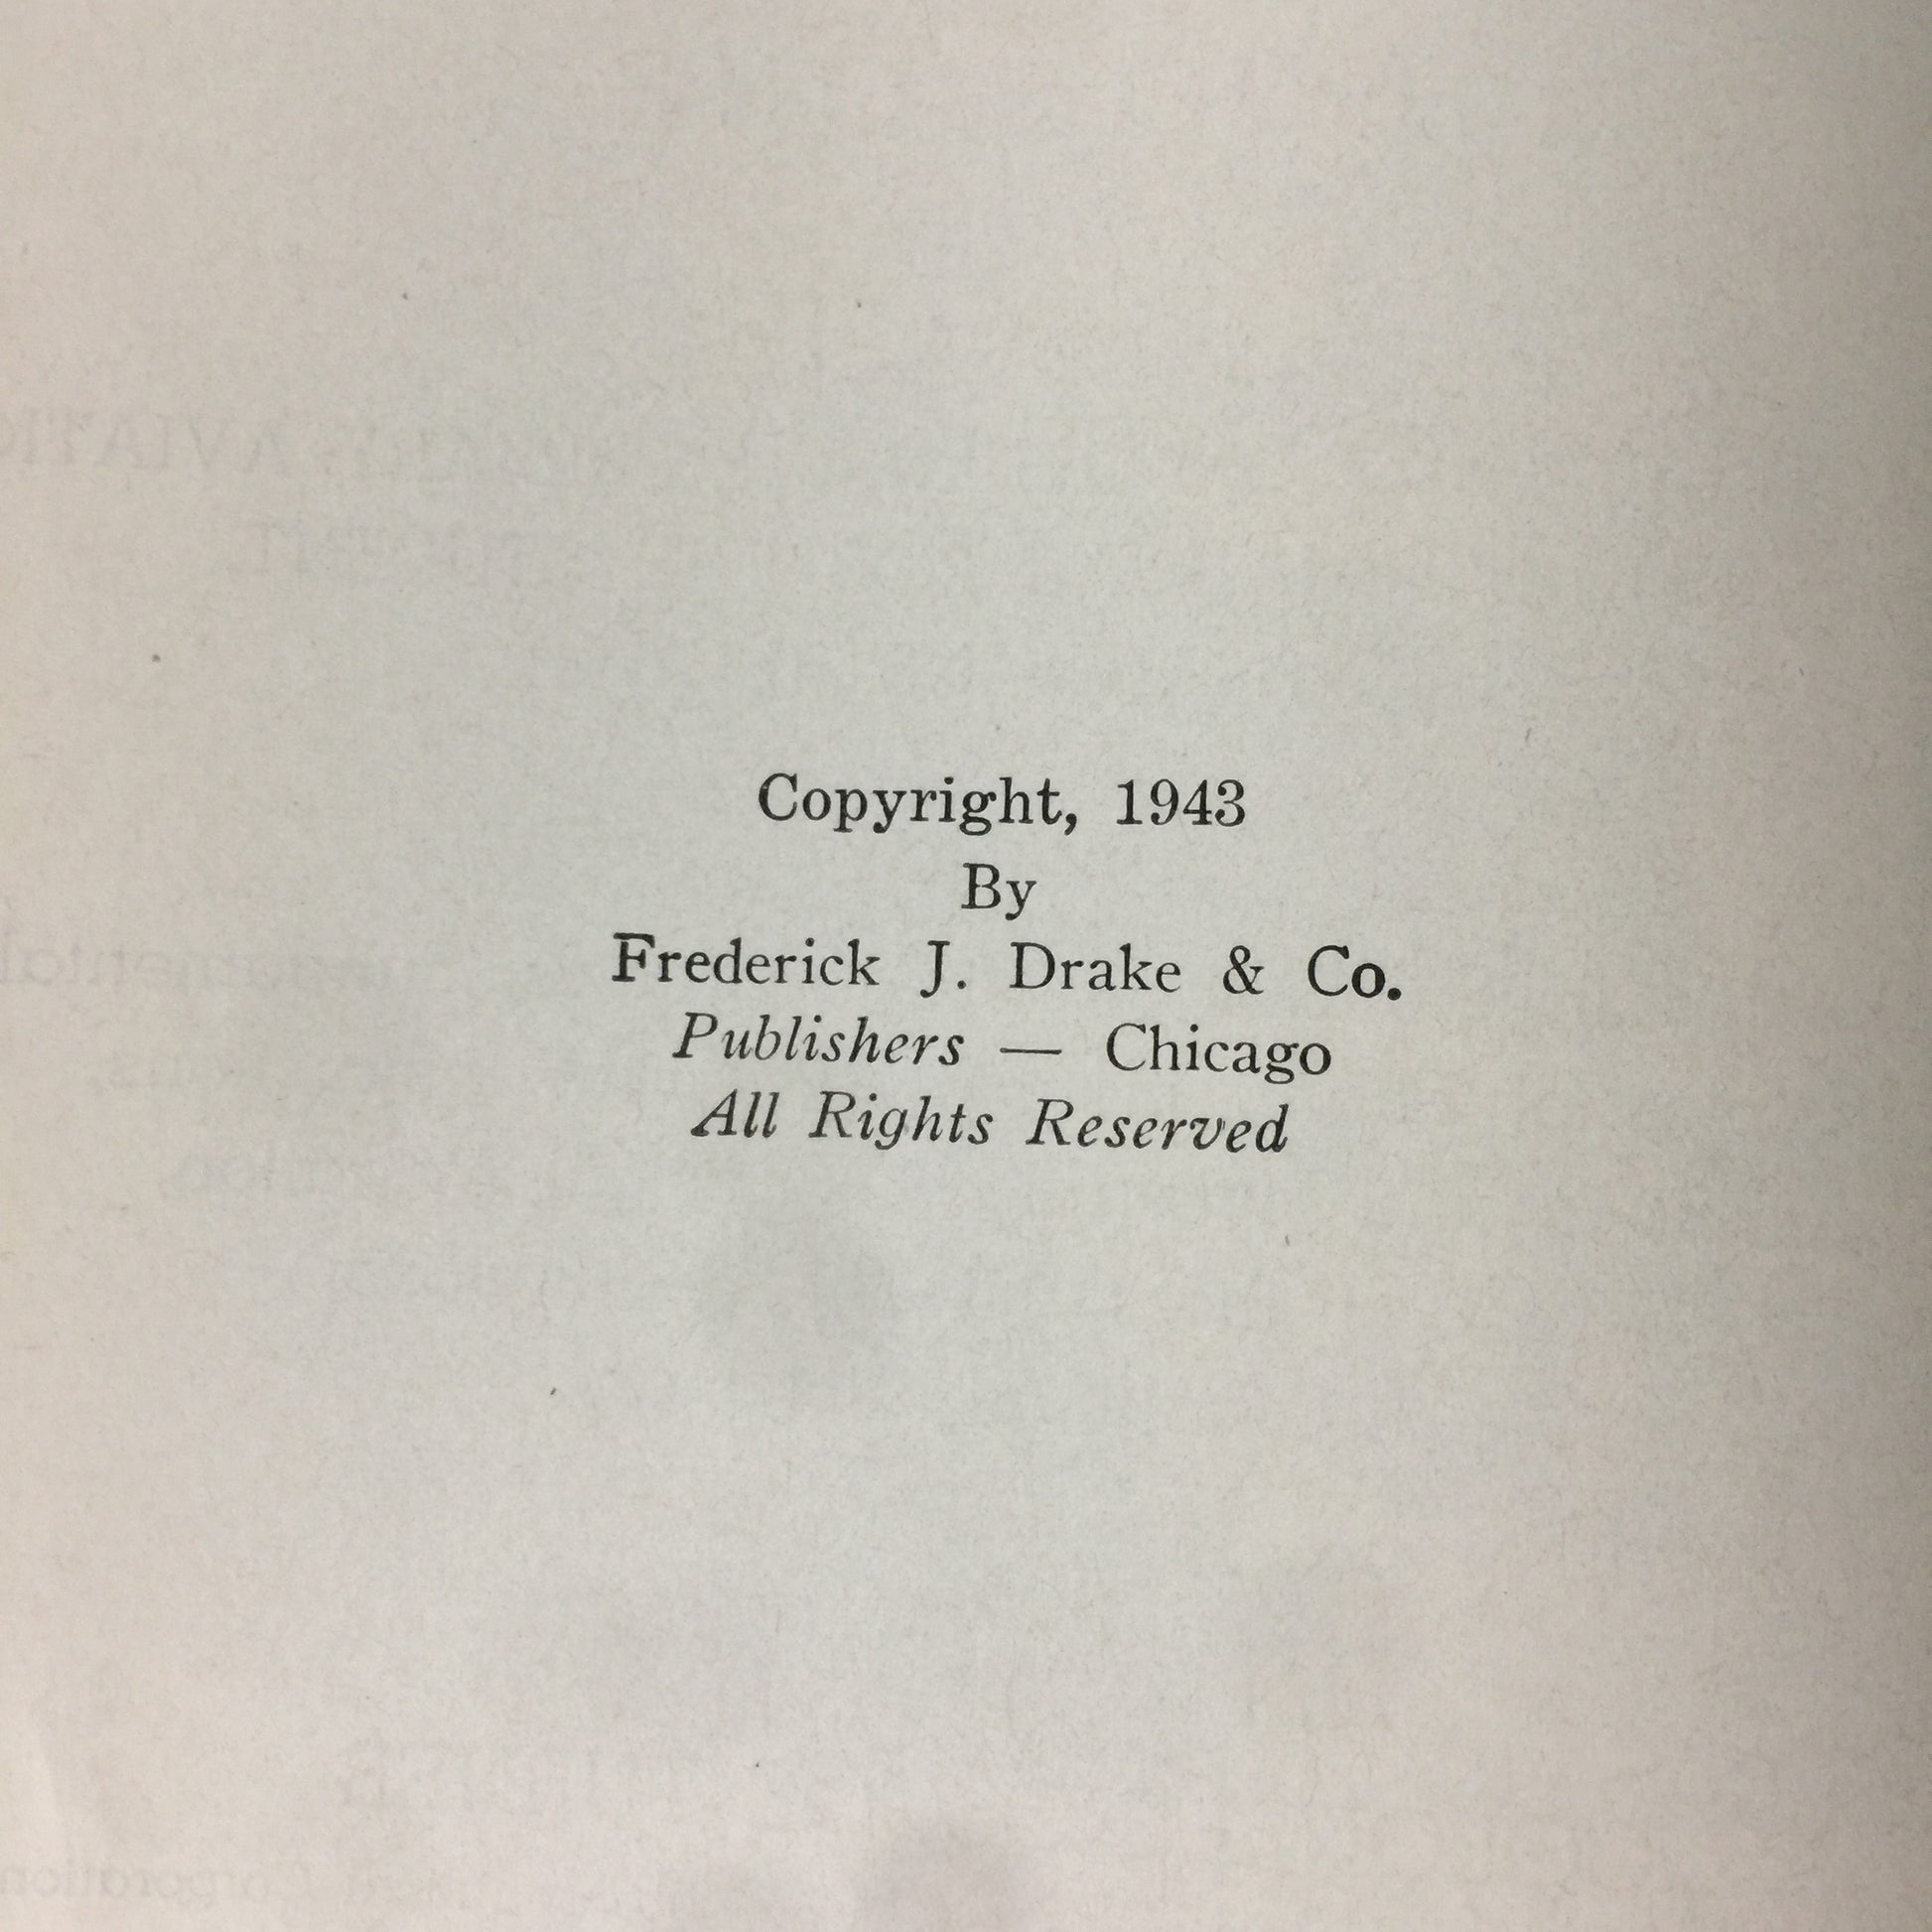 Copyright, 1943
By
Frederick J. Drake & Co.
Publishers — Chicago
All Rights Reserved